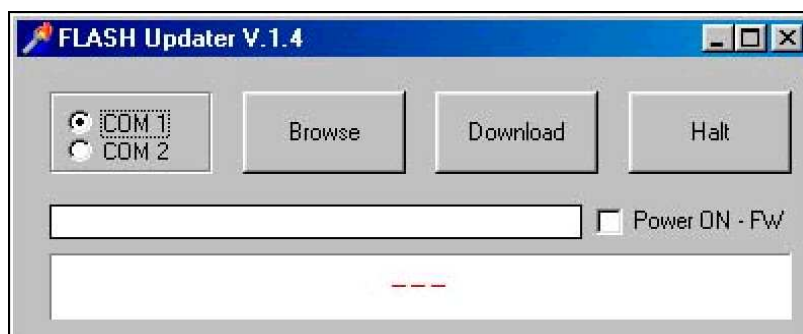 FLASH Updater V.1.4
COM 1
COM 2
Browse
Download
Halt
Power ON - FW
---